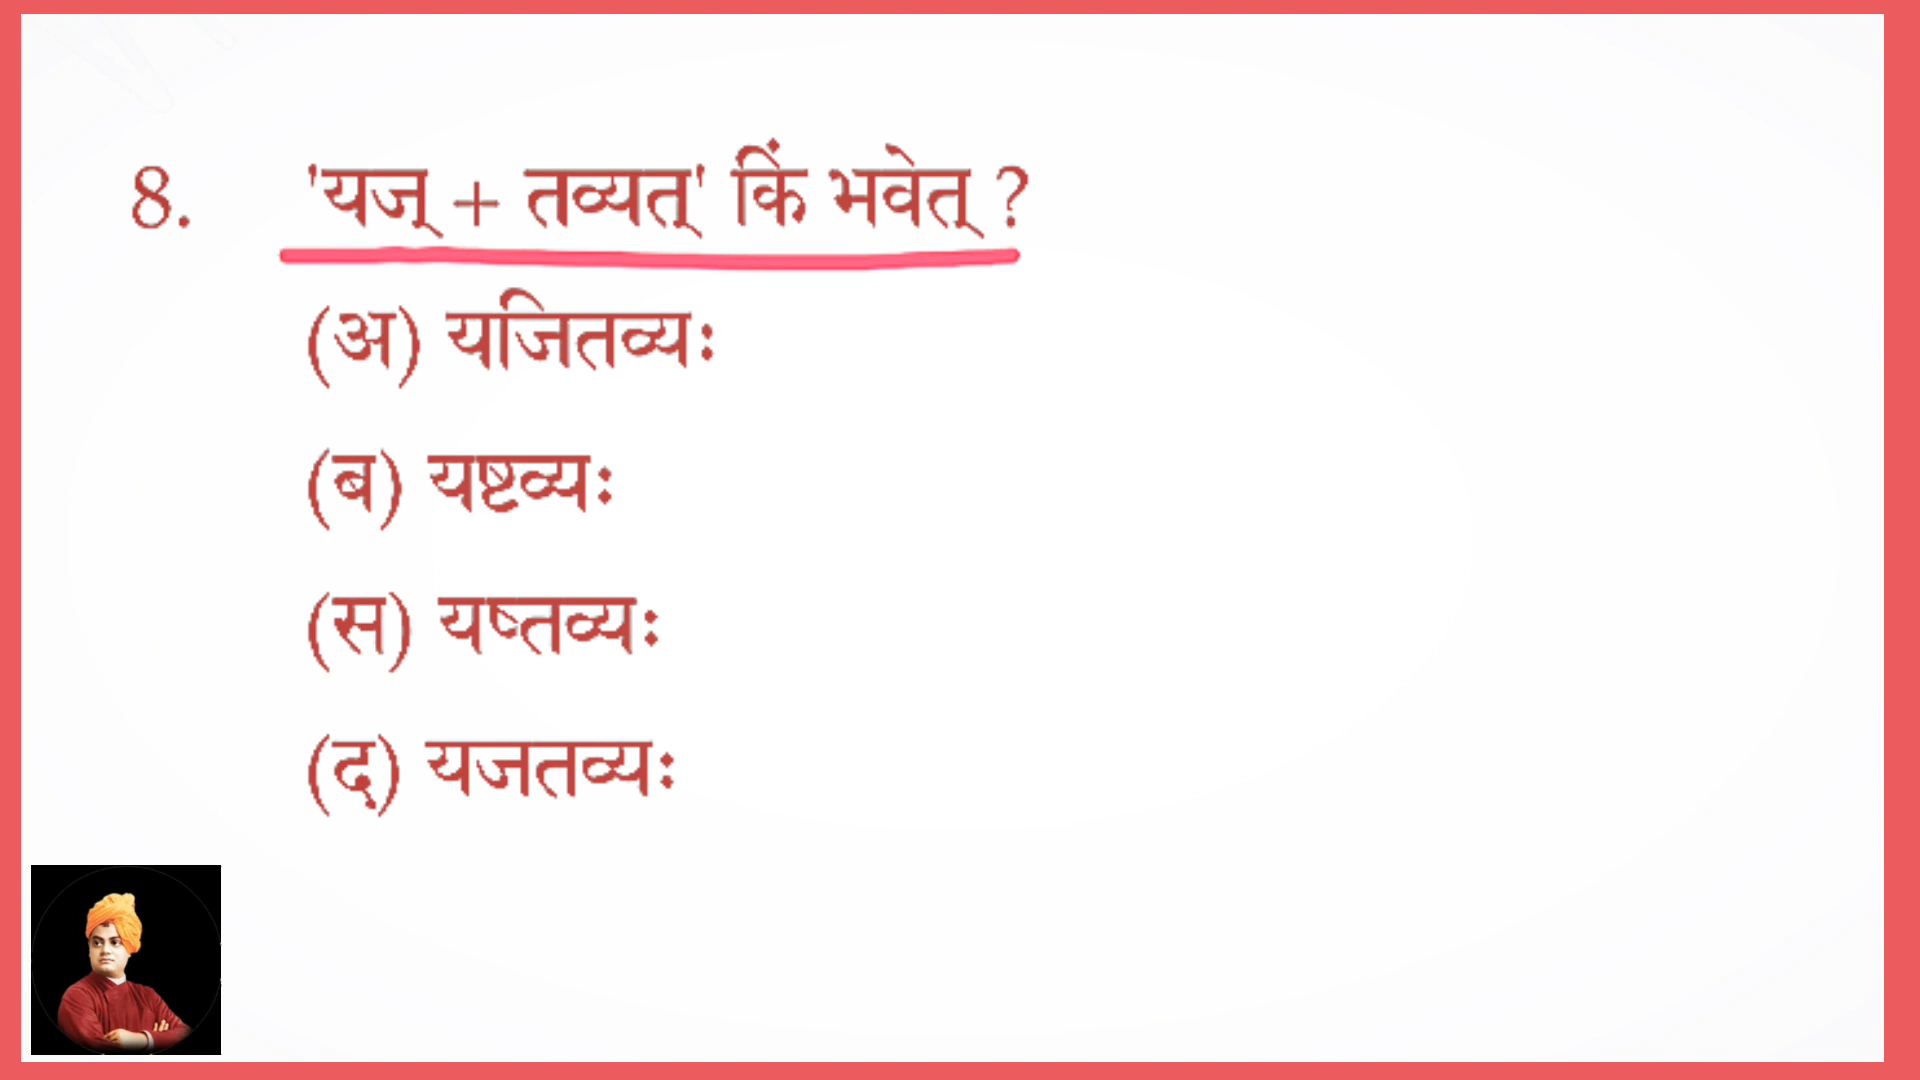 8. 'यज् + तव्यत्' किं भवेत् ?
(अ) यजितव्यः
(ब) यष्टव्यः
(स) यष्तव्यः
(द) यजतव्यः